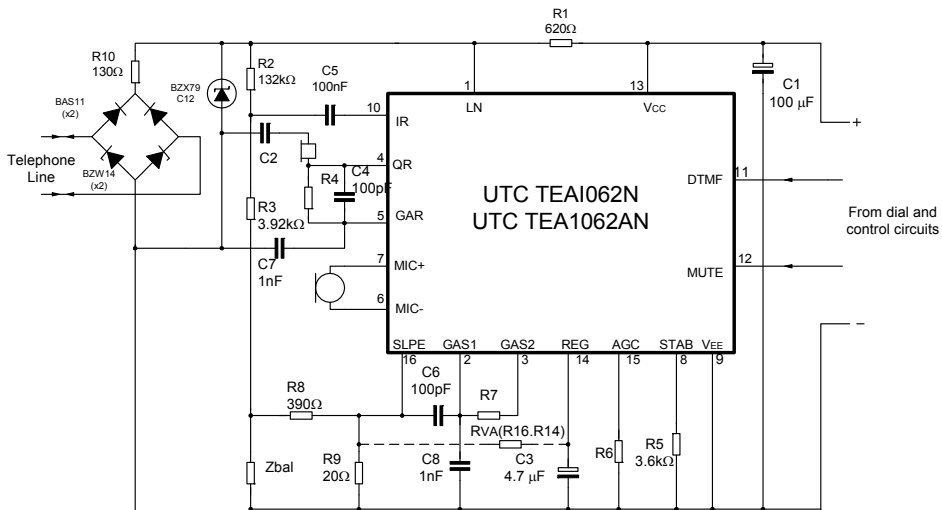 R1
620Ω
R10
130Ω
BZX79
C12
R2
132kΩ
C5
100nF
1
13
LN
VCC
C1
100 µF
BAS11
(x2)
10
IR
+
C2
4
QR
Telephone
Line
BZW14
(x2)
R4
C4
100pF
UTC TEAI062N
UTC TEA1062AN
DTMF
11
R3
3.92kΩ
5
GAR
From dial and
control circuits
C7
1nF
7
MIC+
MUTE
12
6
MIC-
SLPE
GAS1
GAS2
REG
AGC
STAB
VEE
–
16
2
3
14
15
8
9
C6
100pF
R8
390Ω
R7
RVA(R16.R14)
Zbal
R9
20Ω
C8
1nF
C3
4.7 µF
R6
R5
3.6kΩ